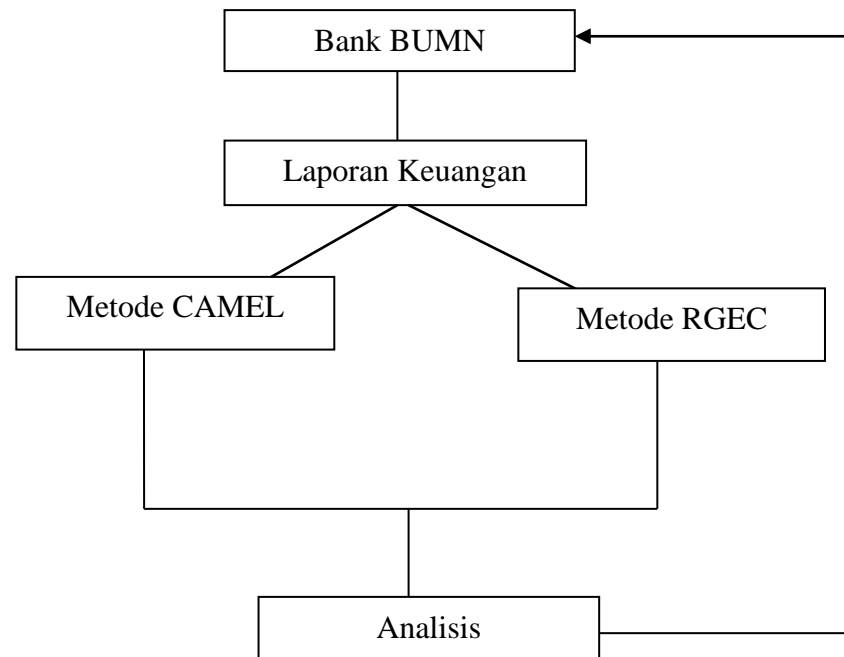 Bank BUMN
Laporan Keuangan
Metode CAMEL
Metode RGEC
Analisis